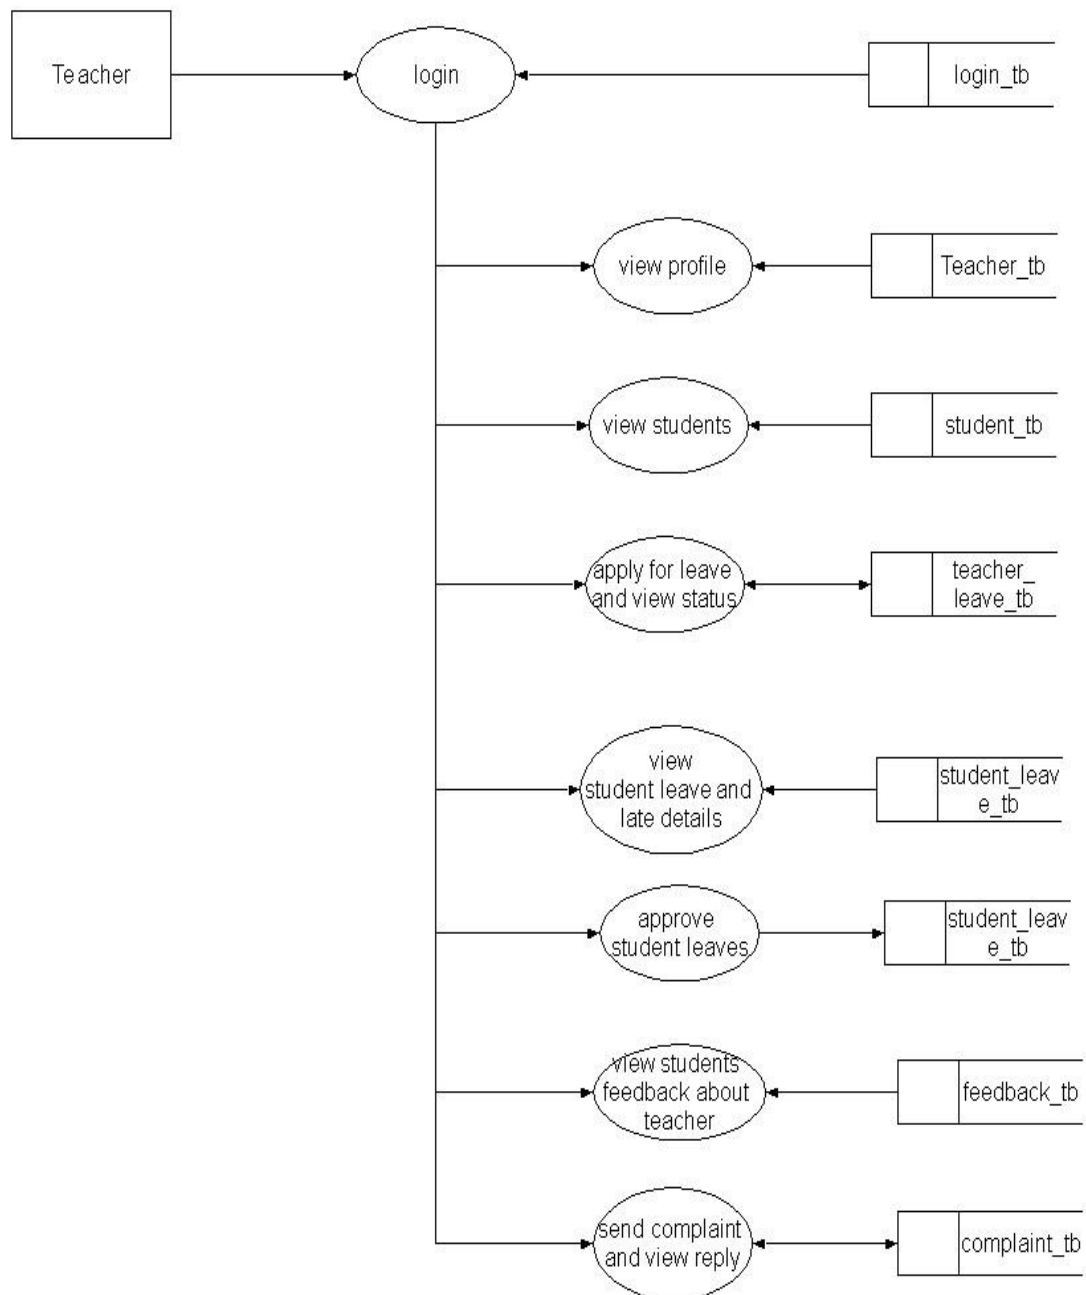 Teacher
login
login_tb
view profile
Teacher_tb
view students
student_tb
apply for leave
and view status
teacher_
leave_tb
view
student leave and
late details
student_leav
e_tb
approve
student leaves
student_leav
e_tb
view students
feedback about
teacher
feedback_tb
send complaint
and view reply
complaint_tb